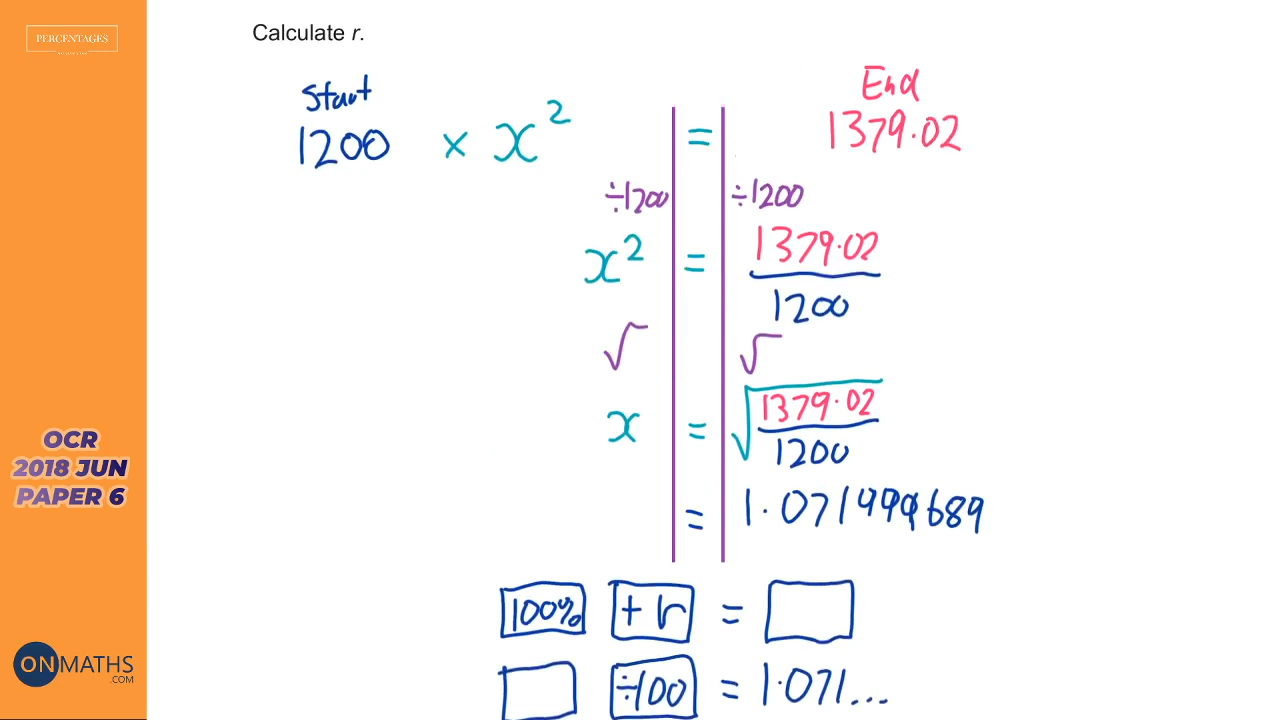 PERCENTAGES
Calculate r.
Start
End
1200 × x² = 1379.02
÷1200 ÷1200
x² = 1379.02
1200
√ √
x = √1379.02
1200
= 1.071999689
100% + r =
÷100 = 1.071...
OCR
2018 JUN
PAPER 6
ONMATHS
.COM